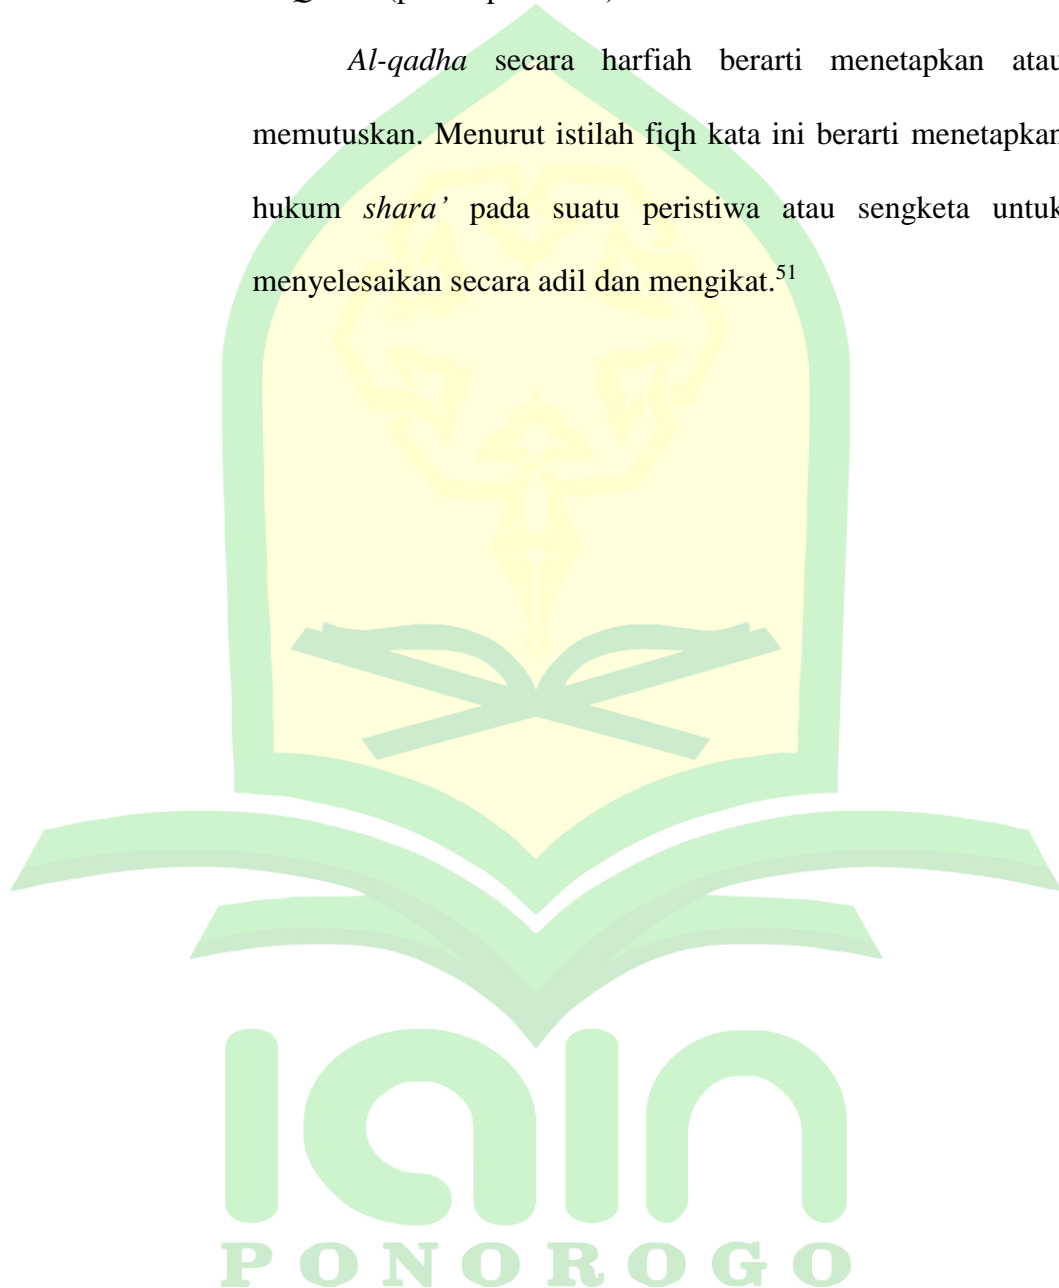 Al-qadha secara harfiah berarti menetapkan atau
memutuskan. Menurut istilah fiqh kata ini berarti menetapkan
hukum shara’ pada suatu peristiwa atau sengketa untuk
menyelesaikan secara adil dan mengikat.51
iain
PONOROGO